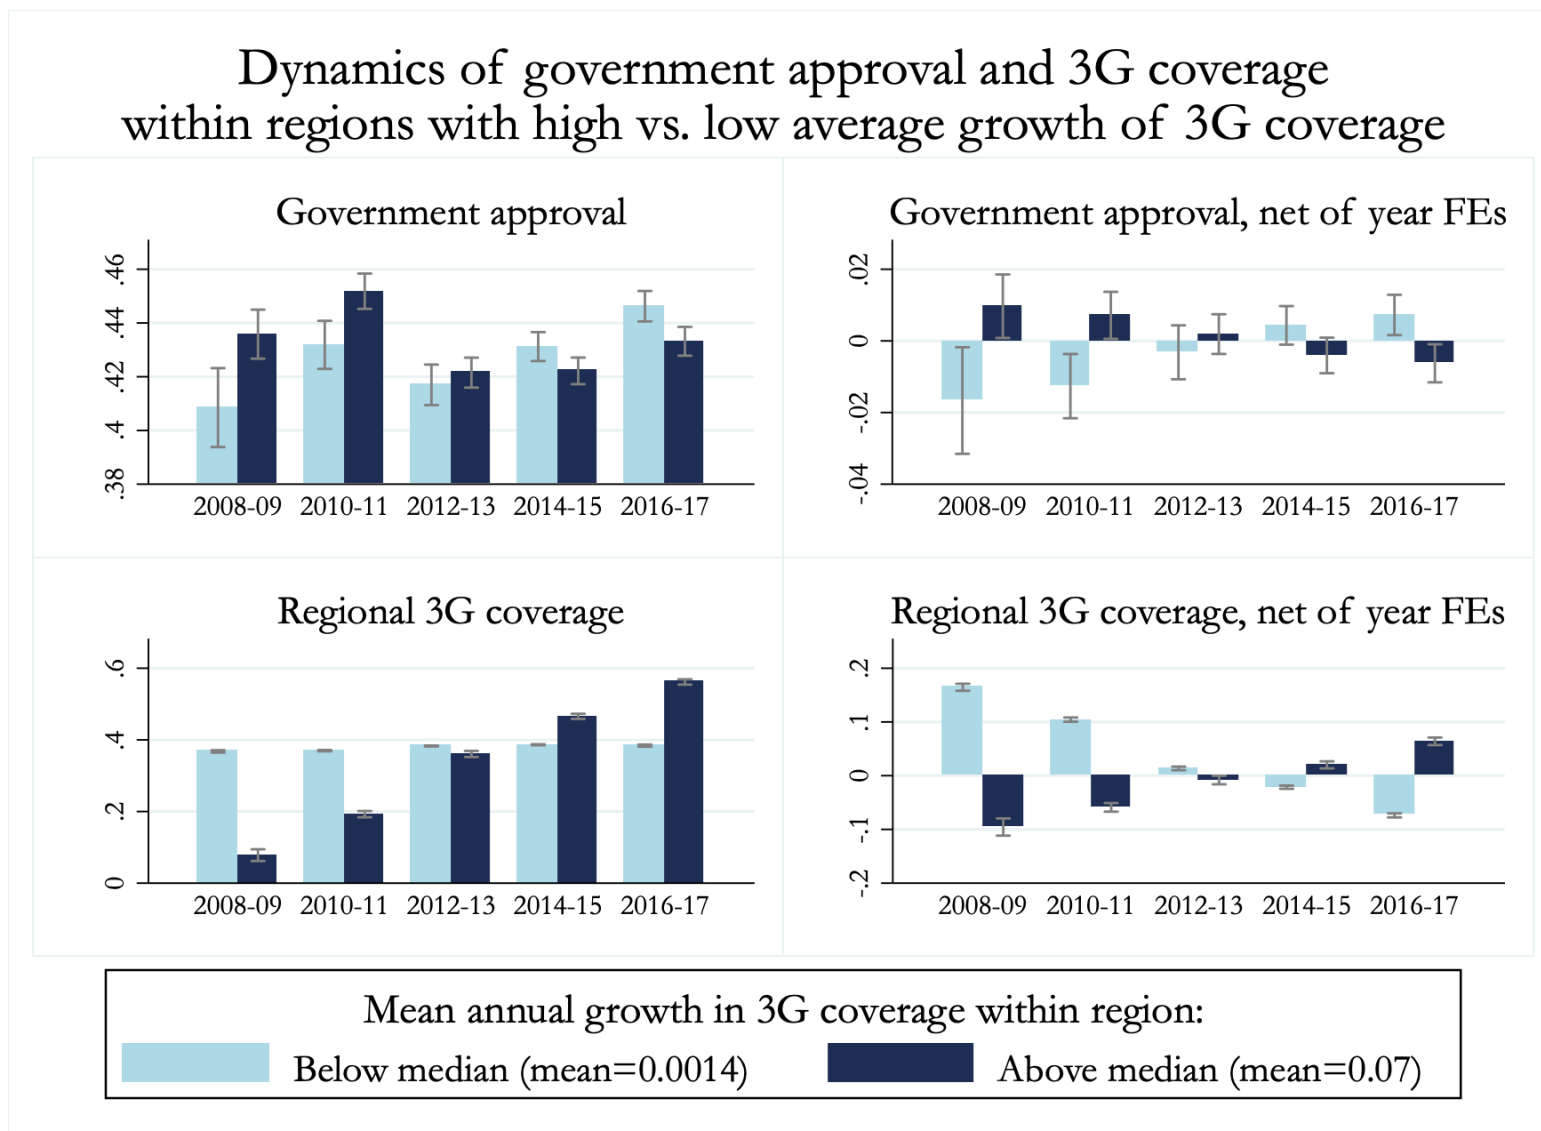 Dynamics of government approval and 3G coverage
within regions with high vs. low average growth of 3G coverage
Government approval
.46
.44
.42
.4
.38
2008-09 2010-11 2012-13 2014-15 2016-17
Government approval, net of year FEs
.02
0
-.02
-.04
2008-09 2010-11 2012-13 2014-15 2016-17
Regional 3G coverage
.6
.4
.2
0
2008-09 2010-11 2012-13 2014-15 2016-17
Regional 3G coverage, net of year FEs
.2
.1
0
-.1
-.2
2008-09 2010-11 2012-13 2014-15 2016-17
Mean annual growth in 3G coverage within region:
Below median (mean=0.0014) Above median (mean=0.07)